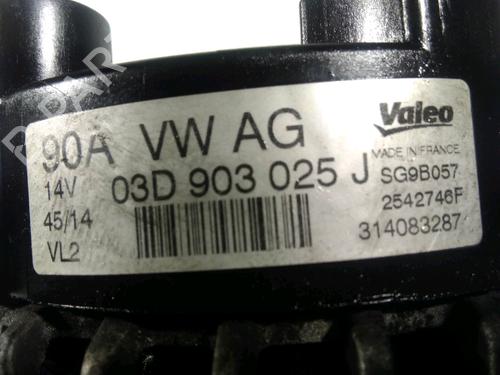 90A VW AG
14V 03D 903 025 J
45/14
VL2
Valeo
MADE IN FRANCE
SG9B057
2542746F
314083287